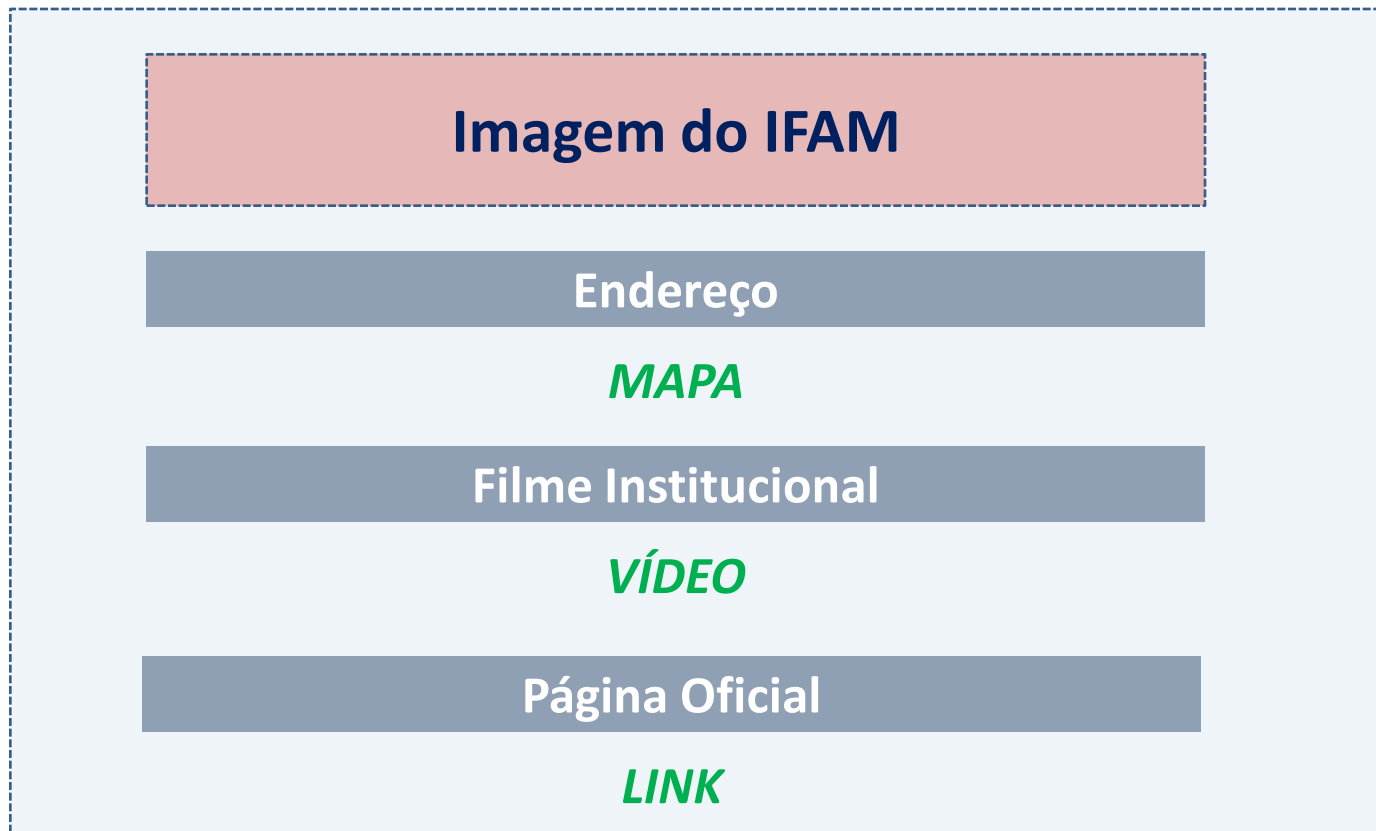 Imagem do IFAM
Endereço
MAPA
Filme Institucional
VÍDEO
Página Oficial
LINK